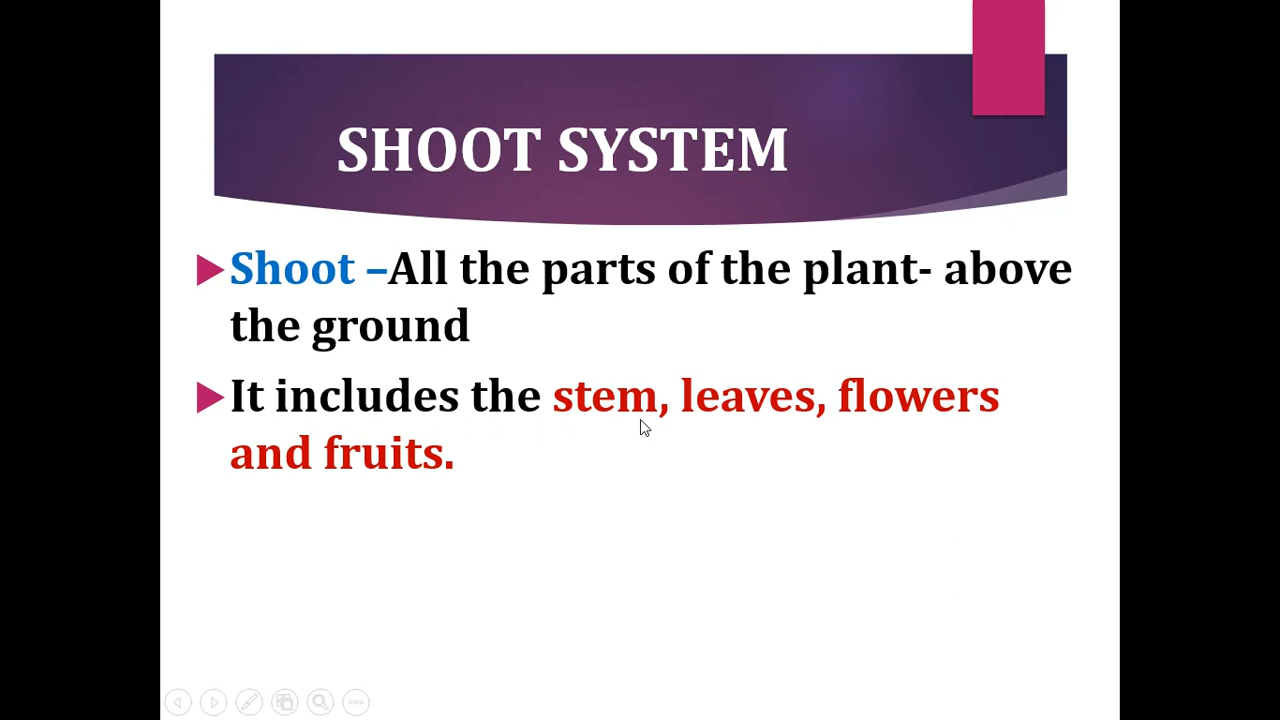 SHOOT SYSTEM
Shoot –All the parts of the plant- above
the ground
It includes the stem, leaves, flowers
and fruits.